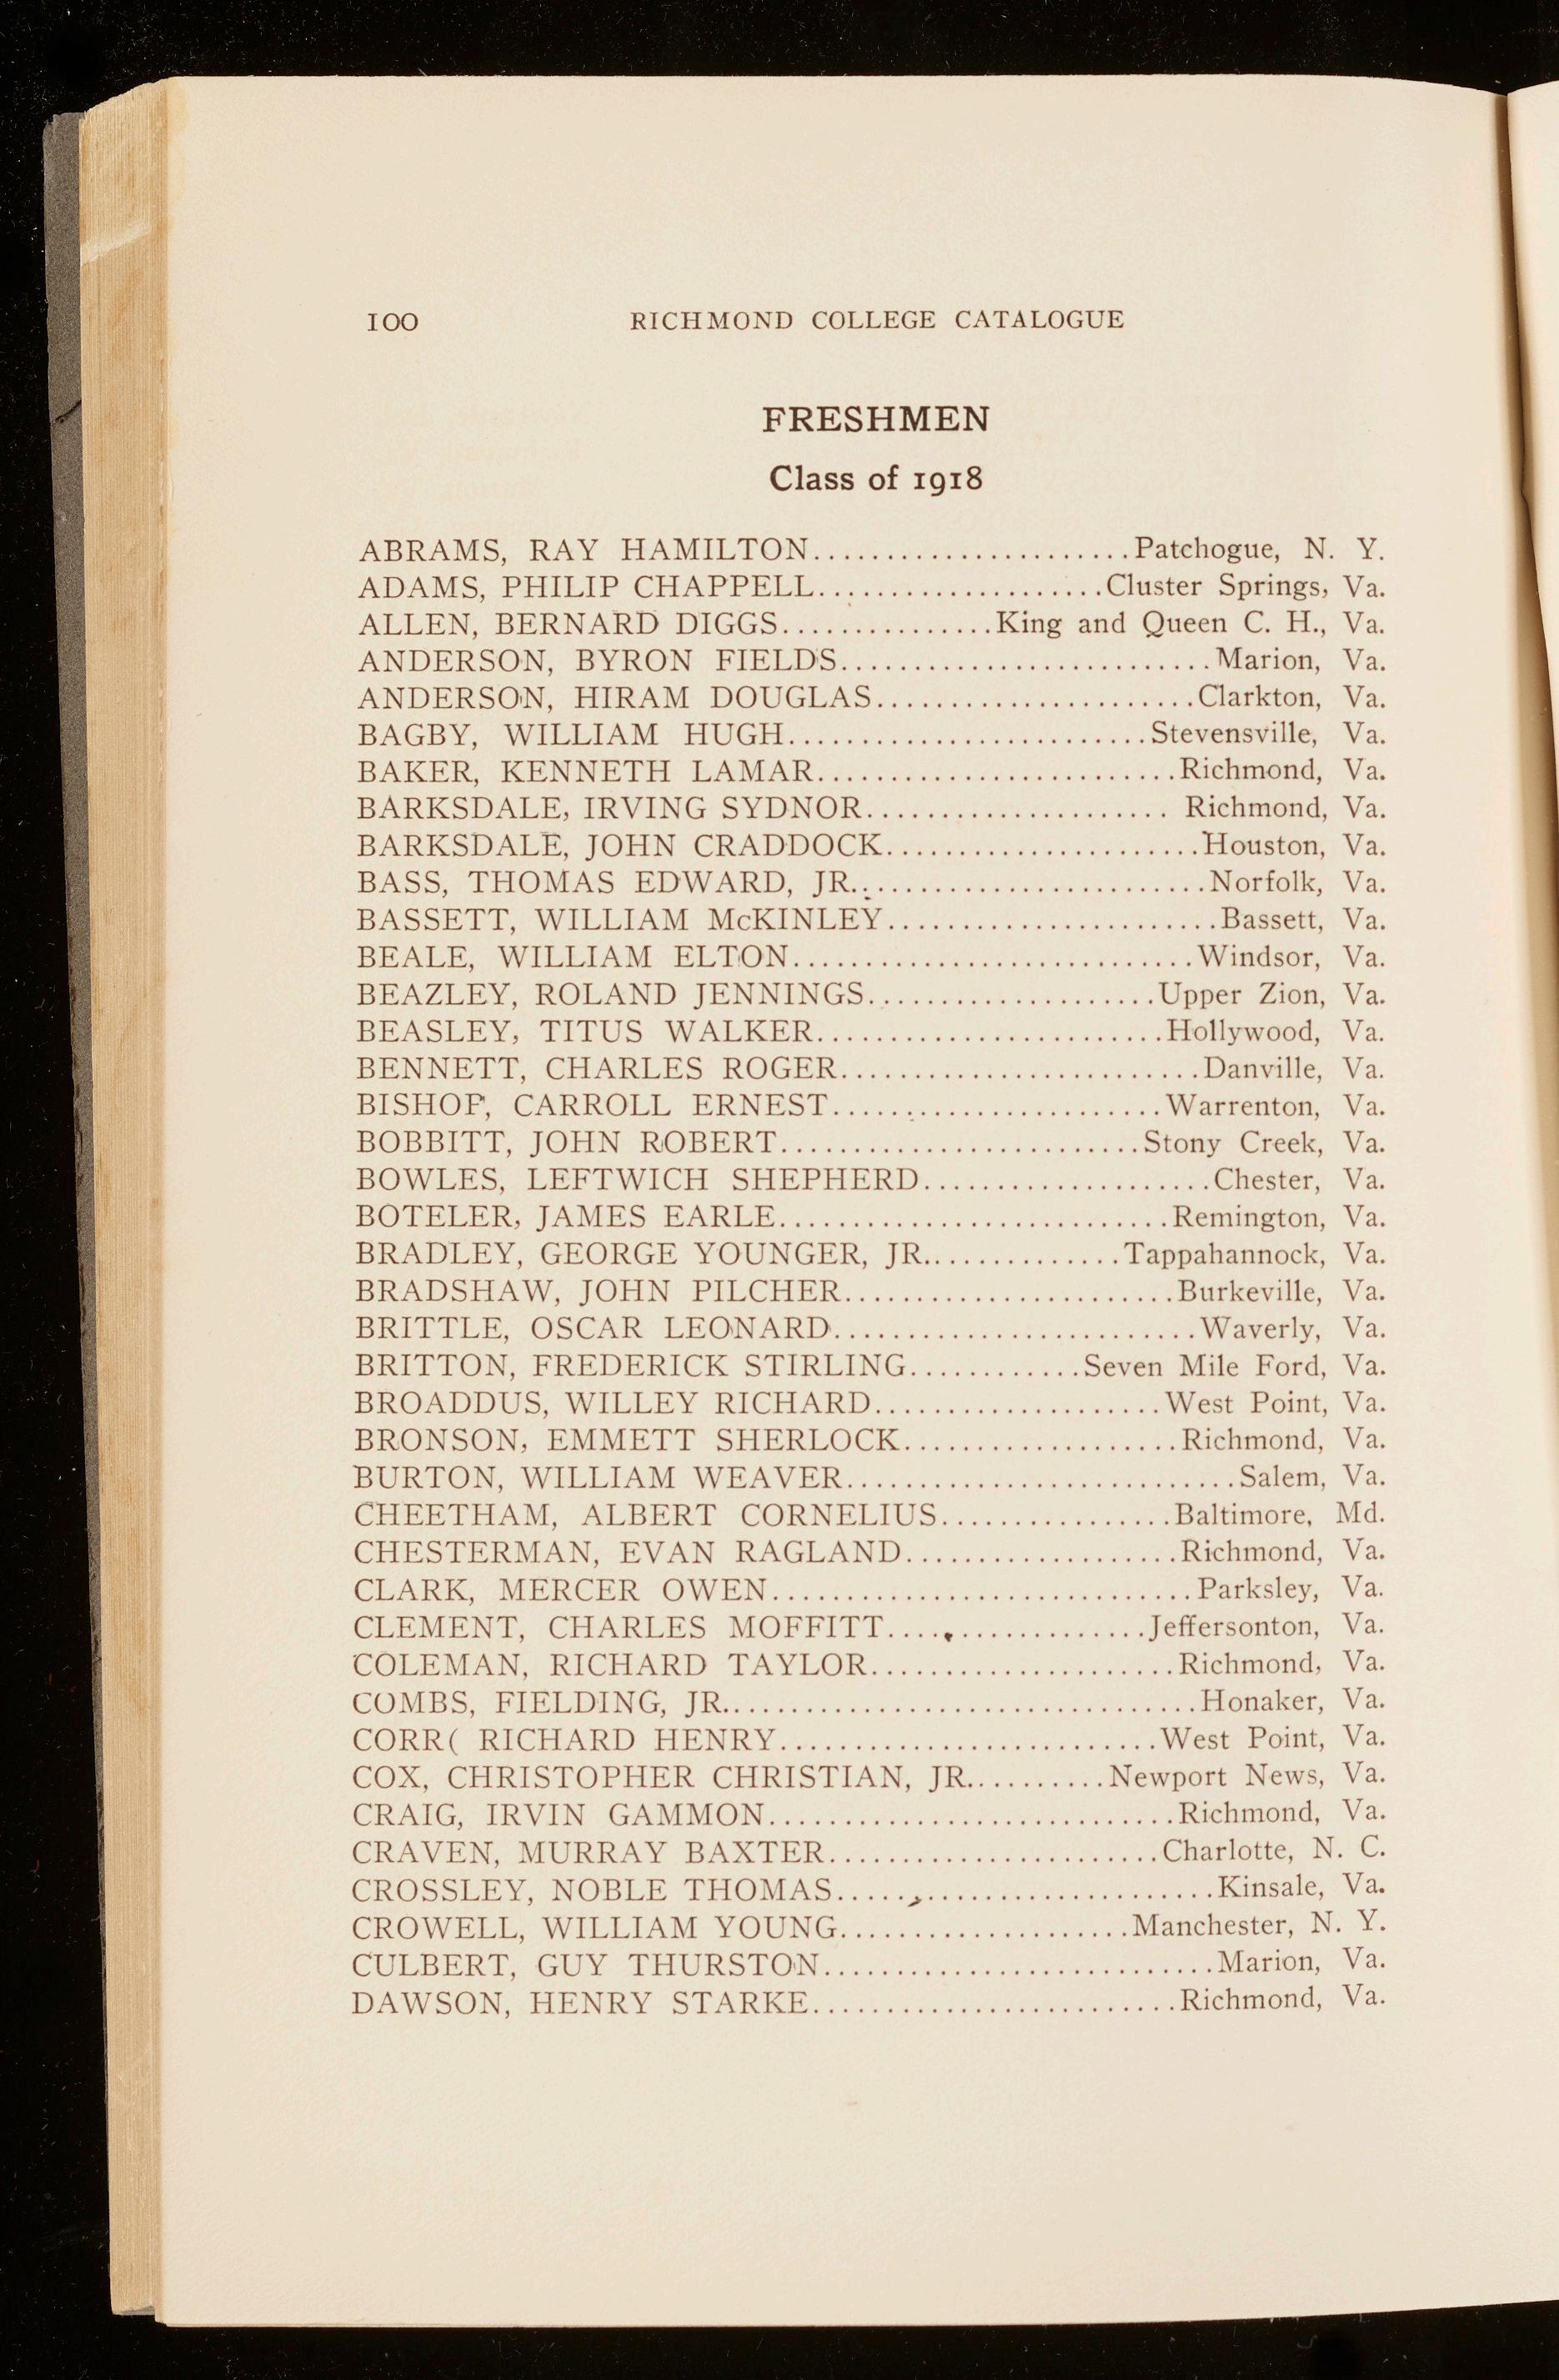 100 RICHMOND COLLEGE CATALOGUE
FRESHMEN
Class of 1918
ABRAMS, RAY HAMILTON......................Patchogue, N. Y.
ADAMS, PHILIP CHAPPELL....................Cluster Springs, Va.
ALLEN, BERNARD DIGGS...............King and Queen C. H., Va.
ANDERSON, BYRON FIELDS..........................Marion, Va.
ANDERSON, HIRAM DOUGLAS......................Clarkton, Va.
BAGBY, WILLIAM HUGH.........................Stevensville, Va.
BAKER, KENNETH LAMAR.........................Richmond, Va.
BARKSDALE, IRVING SYDNOR..................... Richmond, Va.
BARKSDALE, JOHN CRADDOCK......................Houston, Va.
BASS, THOMAS EDWARD, JR.........................Norfolk, Va.
BASSETT, WILLIAM McKINLEY.......................Bassett, Va.
BEALE, WILLIAM ELTON............................Windsor, Va.
BEAZLEY, ROLAND JENNINGS....................Upper Zion, Va.
BEASLEY, TITUS WALKER........................Hollywood, Va.
BENNETT, CHARLES ROGER.........................Danville, Va.
BISHOP, CARROLL ERNEST.......................Warrenton, Va.
BOBBITT, JOHN ROBERT.........................Stony Creek, Va.
BOWLES, LEFTWICH SHEPHERD....................Chester, Va.
BOTELER, JAMES EARLE...........................Remington, Va.
BRADLEY, GEORGE YOUNGER, JR..............Tappahannock, Va.
BRADSHAW, JOHN PILCHER.......................Burkeville, Va.
BRITTLE, OSCAR LEONARD.........................Waverly, Va.
BRITTON, FREDERICK STIRLING............Seven Mile Ford, Va.
BROADDUS, WILLEY RICHARD....................West Point, Va.
BRONSON, EMMETT SHERLOCK...................Richmond, Va.
BURTON, WILLIAM WEAVER...........................Salem, Va.
CHEETHAM, ALBERT CORNELIUS................Baltimore, Md.
CHESTERMAN, EVAN RAGLAND...................Richmond, Va.
CLARK, MERCER OWEN.............................Parksley, Va.
CLEMENT, CHARLES MOFFITT..................Jeffersonton, Va.
COLEMAN, RICHARD TAYLOR.....................Richmond, Va.
COMBS, FIELDING, JR.................................Honaker, Va.
CORR( RICHARD HENRY..........................West Point, Va.
COX, CHRISTOPHER CHRISTIAN, JR..........Newport News, Va.
CRAIG, IRVIN GAMMON............................Richmond, Va.
CRAVEN, MURRAY BAXTER.......................Charlotte, N. C.
CROSSLEY, NOBLE THOMAS..........................Kinsale, Va.
CROWELL, WILLIAM YOUNG....................Manchester, N. Y.
CULBERT, GUY THURSTON...........................Marion, Va.
DAWSON, HENRY STARKE.........................Richmond, Va.